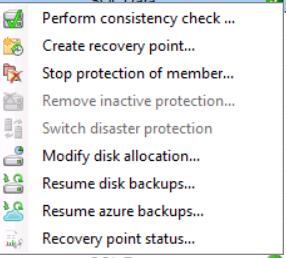 Perform consistency check ...
Create recovery point...
Stop protection of member...
Remove inactive protection...
Switch disaster protection
Modify disk allocation...
Resume disk backups...
Resume azure backups...
Recovery point status...